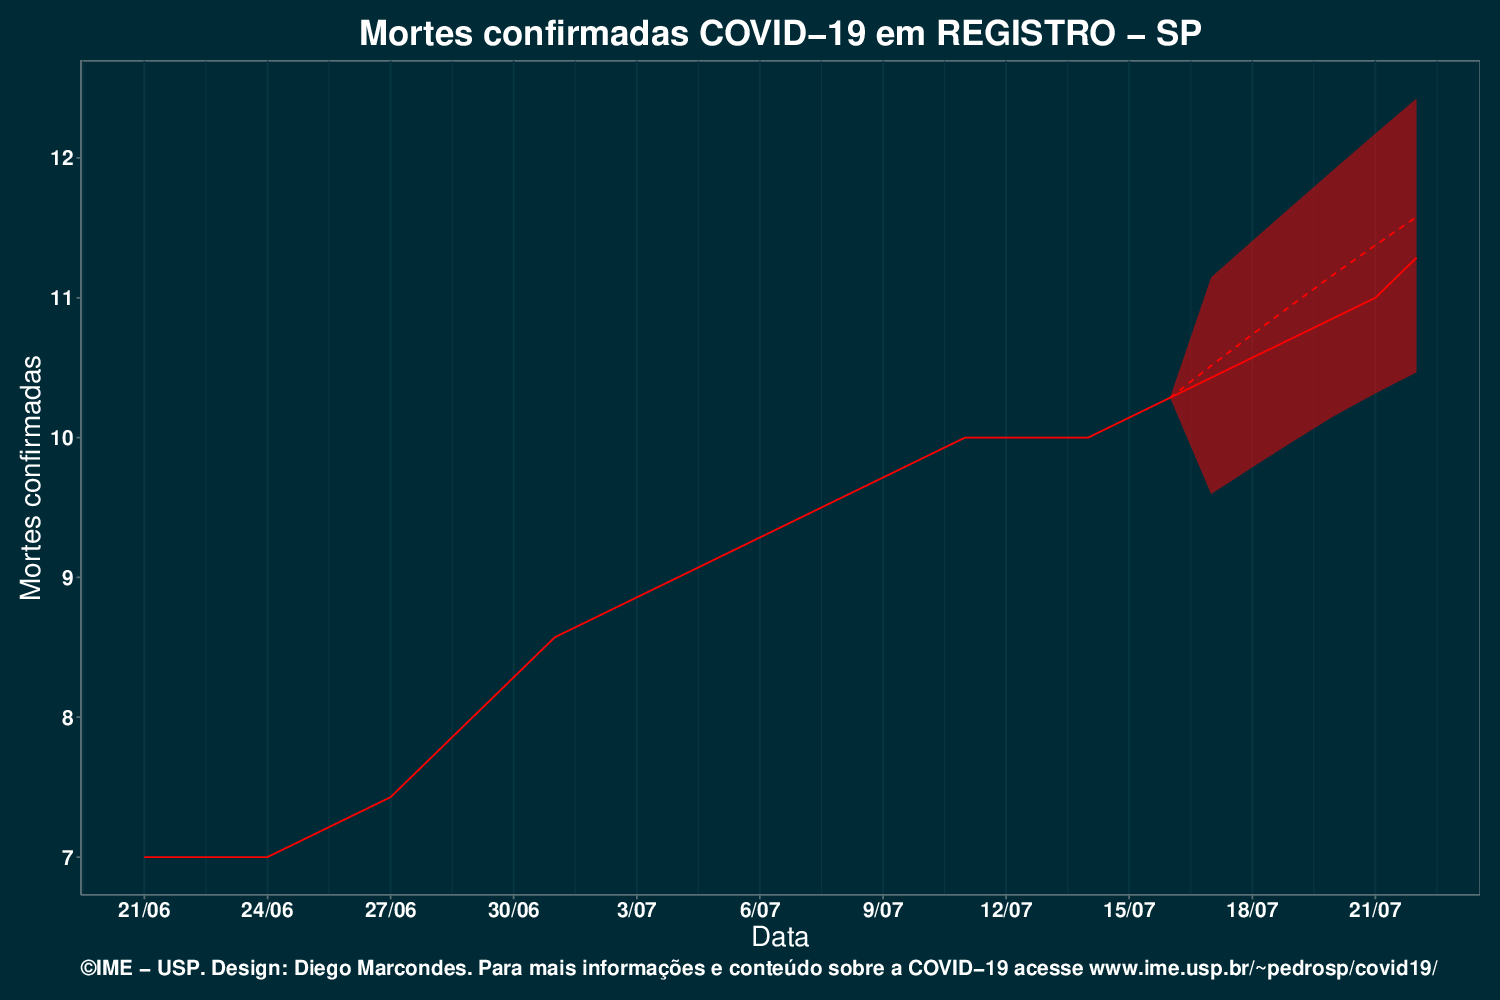 Mortes confirmadas COVID−19 em REGISTRO − SP
Mortes confirmadas
12
11
10
9
8
7
21/06 24/06 27/06 30/06 3/07 6/07 9/07 12/07 15/07 18/07 21/07
Data
©IME − USP. Design: Diego Marcondes. Para mais informações e conteúdo sobre a COVID−19 acesse www.ime.usp.br/~pedrosp/covid19/